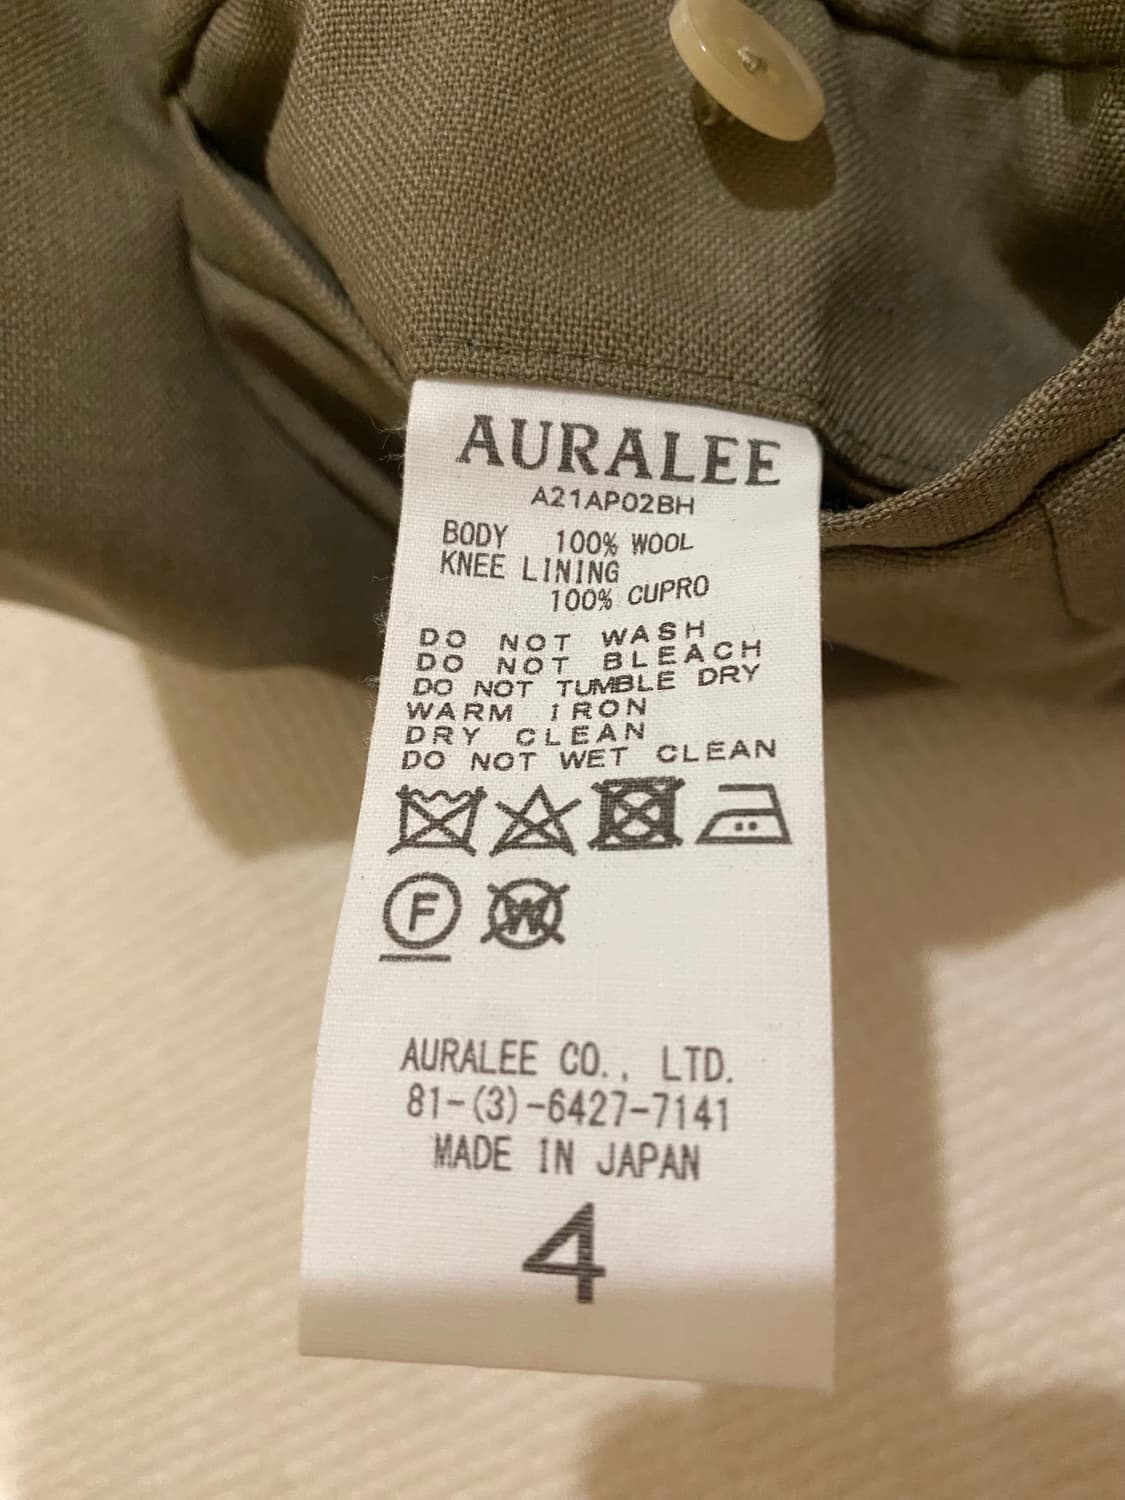 AURALEE
A21AP02BH
BODY 100% WOOL
KNEE LINING
100% CUPRO
DO NOT WASH
DO NOT BLEACH
DO NOT TUMBLE DRY
WARM IRON
DRY CLEAN
DO NOT WET CLEAN
F W
AURALEE CO., LTD.
81-(3)-6427-7141
MADE IN JAPAN
4